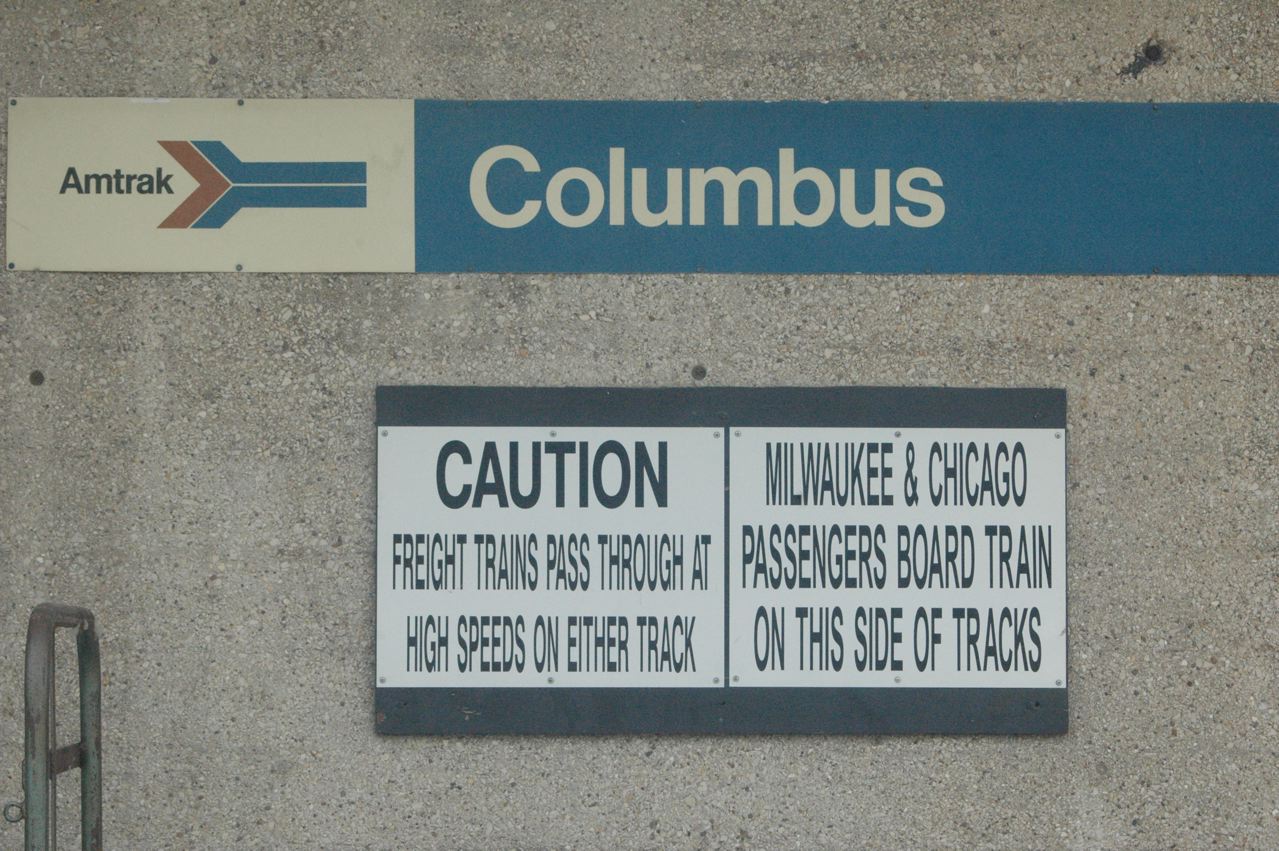 Amtrak
Columbus
CAUTION
FREIGHT TRAINS PASS THROUGH AT
HIGH SPEEDS ON EITHER TRACK
MILWAUKEE & CHICAGO
PASSENGERS BOARD TRAIN
ON THIS SIDE OF TRACKS